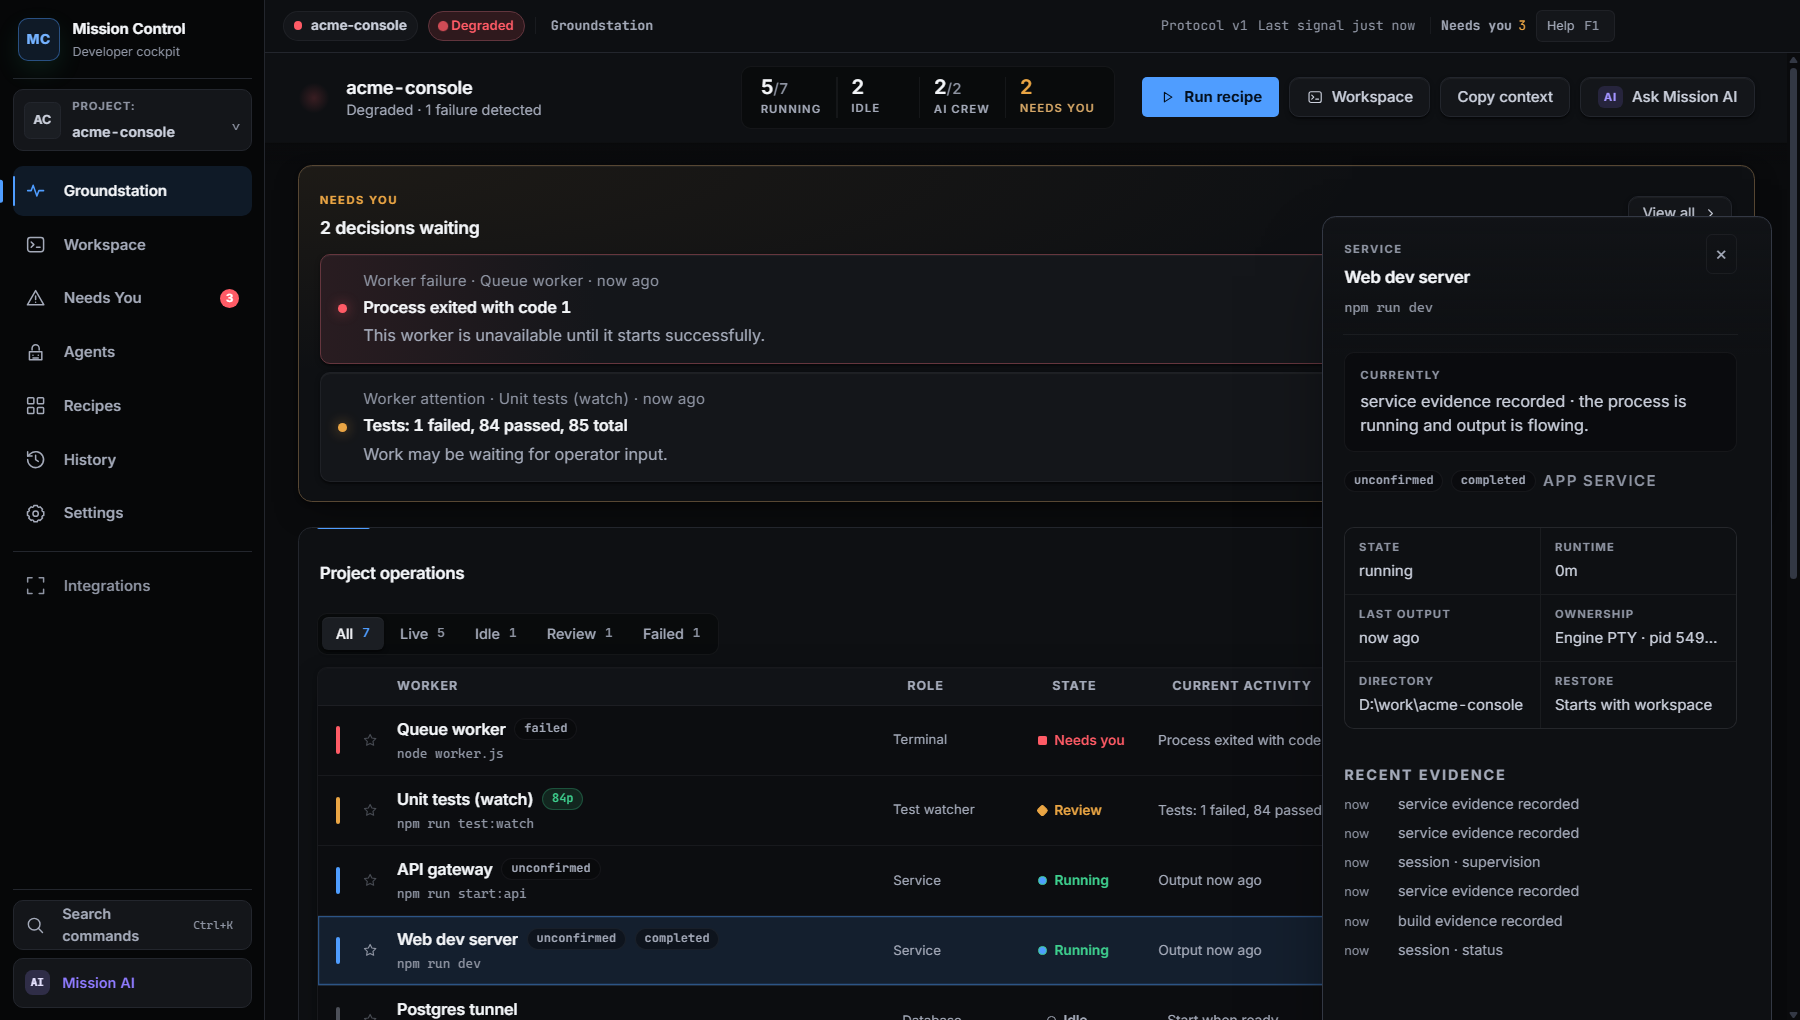 MC
Mission Control
Developer cockpit
AC
PROJECT:
acme-console
v
Groundstation
Workspace
Needs You
3
Agents
Recipes
History
Settings
Integrations
Search commands
Ctrl+K
AI
Mission AI
acme-console
Degraded
Groundstation
Protocol v1
Last signal just now
Needs you 3
Help F1
acme-console
Degraded · 1 failure detected
5/7
RUNNING
2
IDLE
2/2
AI CREW
2
NEEDS YOU
Run recipe
Workspace
Copy context
AI Ask Mission AI
NEEDS YOU
2 decisions waiting
View all
Worker failure · Queue worker · now ago
Process exited with code 1
This worker is unavailable until it starts successfully.
Worker attention · Unit tests (watch) · now ago
Tests: 1 failed, 84 passed, 85 total
Work may be waiting for operator input.
Project operations
All 7
Live 5
Idle 1
Review 1
Failed 1
WORKER ROLE STATE CURRENT ACTIVITY
Queue worker failed
node worker.js
Terminal
Needs you
Process exited with code
Unit tests (watch) 84p
npm run test:watch
Test watcher
Review
Tests: 1 failed, 84 passed
API gateway unconfirmed
npm run start:api
Service
Running
Output now ago
Web dev server unconfirmed completed
npm run dev
Service
Running
Output now ago
Postgres tunnel
Database
Idle
Start when ready
SERVICE
Web dev server
npm run dev
CURRENTLY
service evidence recorded · the process is
running and output is flowing.
unconfirmed completed APP SERVICE
STATE
running
RUNTIME
0m
LAST OUTPUT
now ago
OWNERSHIP
Engine PTY · pid 549...
DIRECTORY
D:\work\acme-console
RESTORE
Starts with workspace
RECENT EVIDENCE
now service evidence recorded
now service evidence recorded
now session · supervision
now service evidence recorded
now build evidence recorded
now session · status